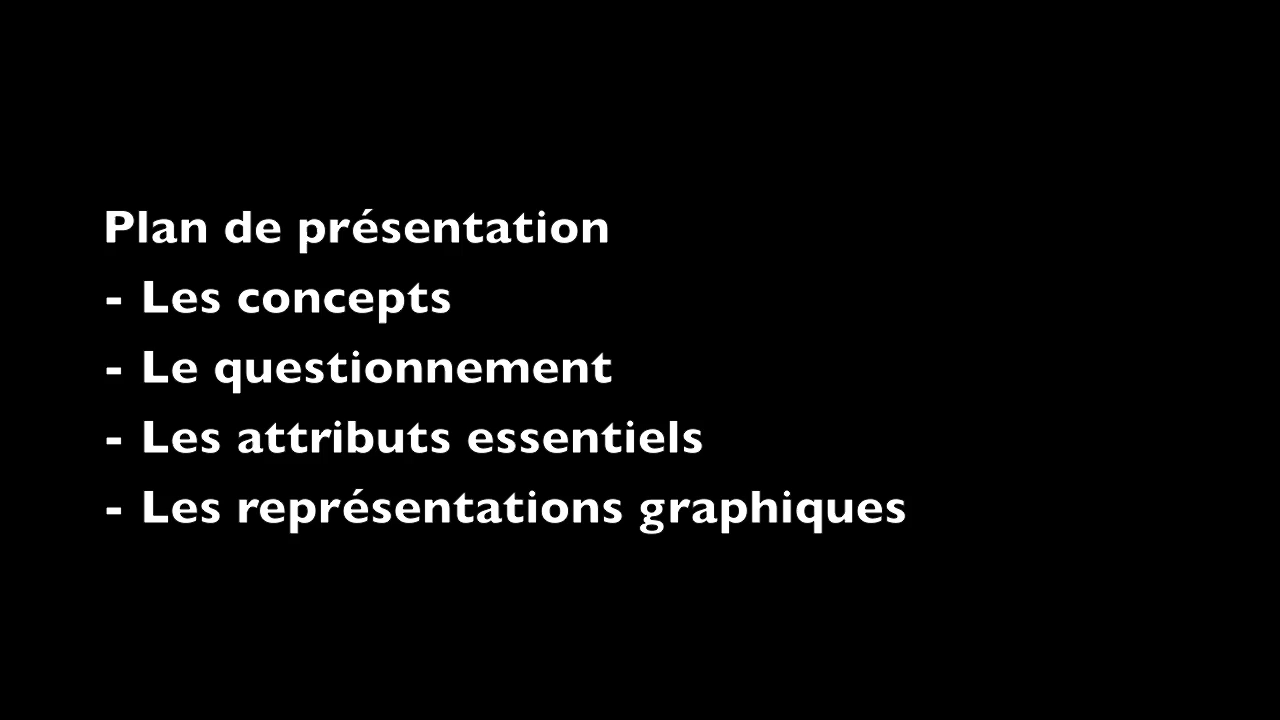 Plan de présentation
- Les concepts
- Le questionnement
- Les attributs essentiels
- Les représentations graphiques